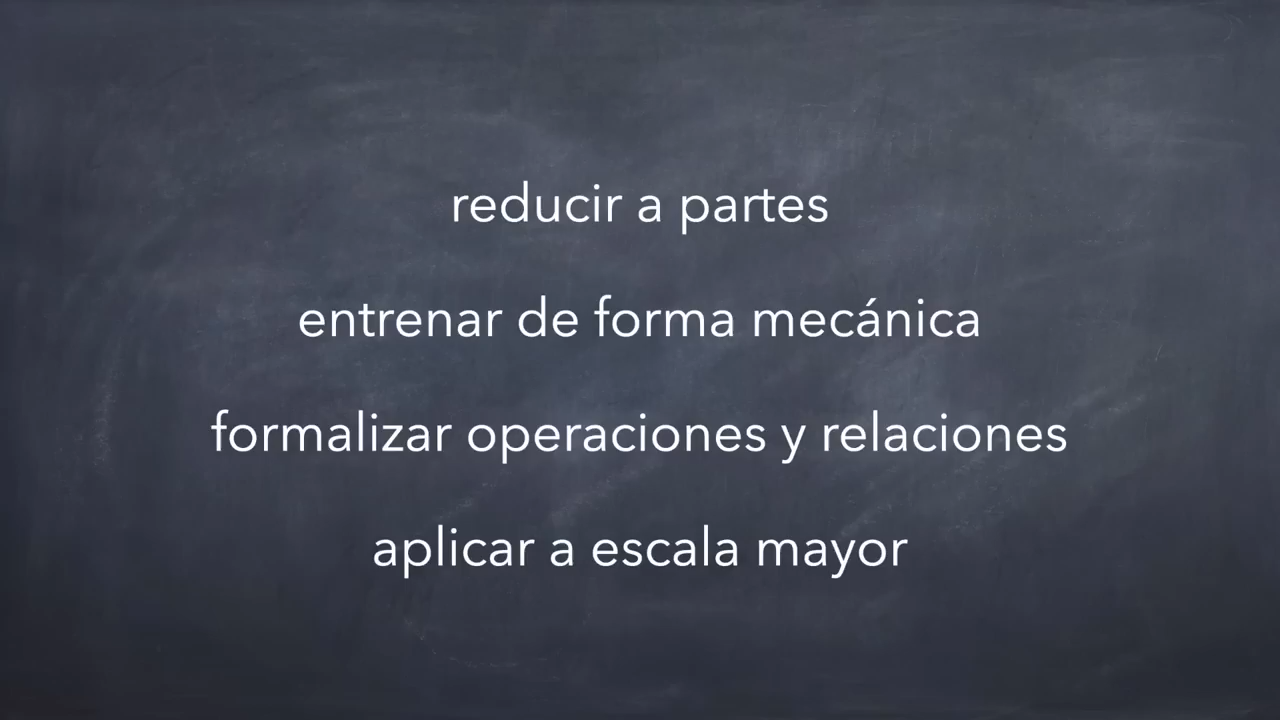 reducir a partes
entrenar de forma mecánica
formalizar operaciones y relaciones
aplicar a escala mayor